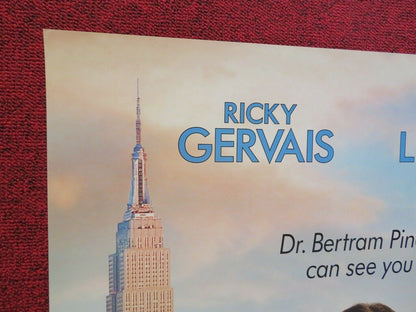 RICKY
GERVAIS L
Dr. Bertram Pin
can see you